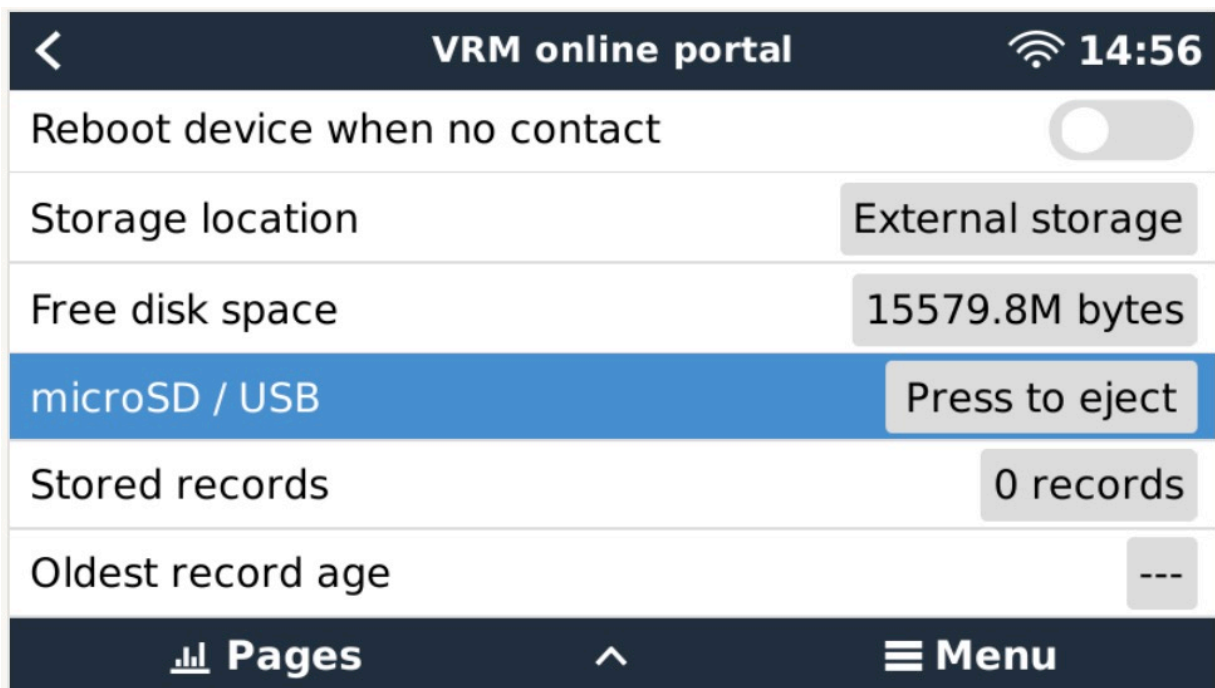 VRM online portal 14:56
Reboot device when no contact
Storage location External storage
Free disk space 15579.8M bytes
microSD / USB Press to eject
Stored records 0 records
Oldest record age ---
Pages Menu